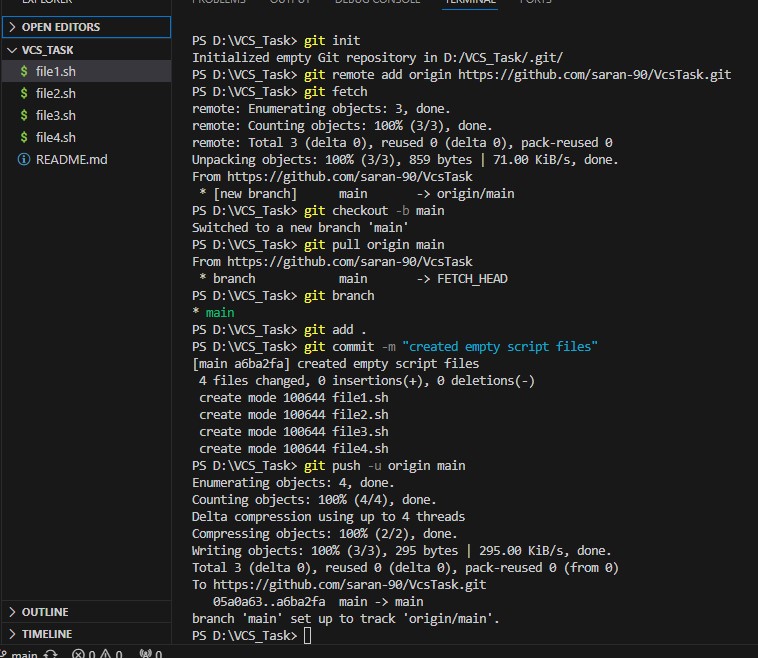 EXPLORER
PROBLEMS OUTPUT DEBUG CONSOLE TERMINAL PORTS
> OPEN EDITORS
VCS_TASK
$ file1.sh
$ file2.sh
$ file3.sh
$ file4.sh
README.md
PS D:\VCS_Task> git init
Initialized empty Git repository in D:/VCS_Task/.git/
PS D:\VCS_Task> git remote add origin https://github.com/saran-90/VcsTask.git
PS D:\VCS_Task> git fetch
remote: Enumerating objects: 3, done.
remote: Counting objects: 100% (3/3), done.
remote: Total 3 (delta 0), reused 0 (delta 0), pack-reused 0
Unpacking objects: 100% (3/3), 859 bytes | 71.00 KiB/s, done.
From https://github.com/saran-90/VcsTask
* [new branch] main -> origin/main
PS D:\VCS_Task> git checkout -b main
Switched to a new branch 'main'
PS D:\VCS_Task> git pull origin main
From https://github.com/saran-90/VcsTask
* branch main -> FETCH_HEAD
PS D:\VCS_Task> git branch
* main
PS D:\VCS_Task> git add .
PS D:\VCS_Task> git commit -m "created empty script files"
[main a6ba2fa] created empty script files
4 files changed, 0 insertions(+), 0 deletions(-)
create mode 100644 file1.sh
create mode 100644 file2.sh
create mode 100644 file3.sh
create mode 100644 file4.sh
PS D:\VCS_Task> git push -u origin main
Enumerating objects: 4, done.
Counting objects: 100% (4/4), done.
Delta compression using up to 4 threads
Compressing objects: 100% (2/2), done.
Writing objects: 100% (3/3), 295 bytes | 295.00 KiB/s, done.
Total 3 (delta 0), reused 0 (delta 0), pack-reused 0 (from 0)
To https://github.com/saran-90/VcsTask.git
05a0a63..a6ba2fa main -> main
branch 'main' set up to track 'origin/main'.
PS D:\VCS_Task>
> OUTLINE
> TIMELINE
main 0 0 0